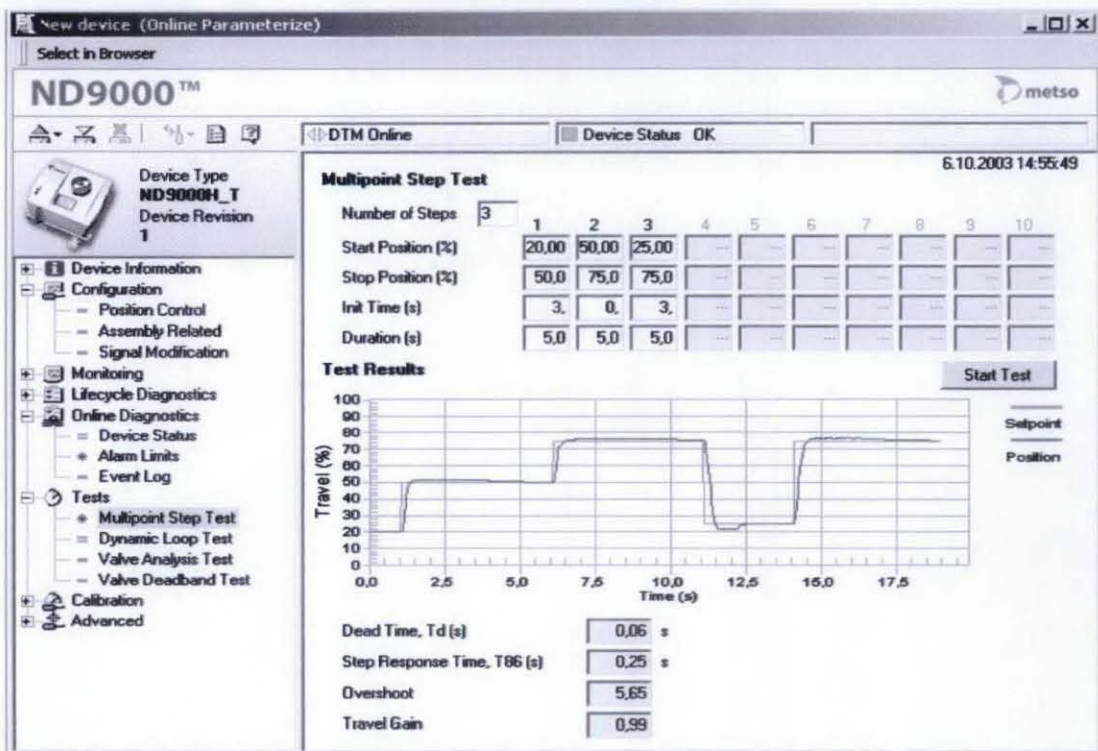 New device (Online Parameterize)
Select in Browser
ND9000™
metso
DTM Online
Device Status OK
6.10.2003 14:55:49
Device Type
ND9000H_T
Device Revision
1
Device Information
Configuration
Position Control
Assembly Related
Signal Modification
Monitoring
Lifecycle Diagnostics
Online Diagnostics
Device Status
Alarm Limits
Event Log
Tests
Multipoint Step Test
Dynamic Loop Test
Valve Analysis Test
Valve Deadband Test
Calibration
Advanced
Multipoint Step Test
Number of Steps 3
1 2 3 4 5 6 7 8 9 10
Start Position (%) 20,00 50,00 25,00 --- --- --- --- --- --- ---
Stop Position (%) 50,0 75,0 75,0 --- --- --- --- --- --- ---
Init Time (s) 3, 0, 3, --- --- --- --- --- --- ---
Duration (s) 5,0 5,0 5,0 --- --- --- --- --- --- ---
Test Results
Start Test
100
90
80
70
60
50
40
30
20
10
0
Travel (%)
0,0 2,5 5,0 7,5 10,0 12,5 15,0 17,5
Time (s)
Setpoint
Position
Dead Time, Td (s) 0,06 s
Step Response Time, T86 (s) 0,25 s
Overshoot 5,65
Travel Gain 0,99